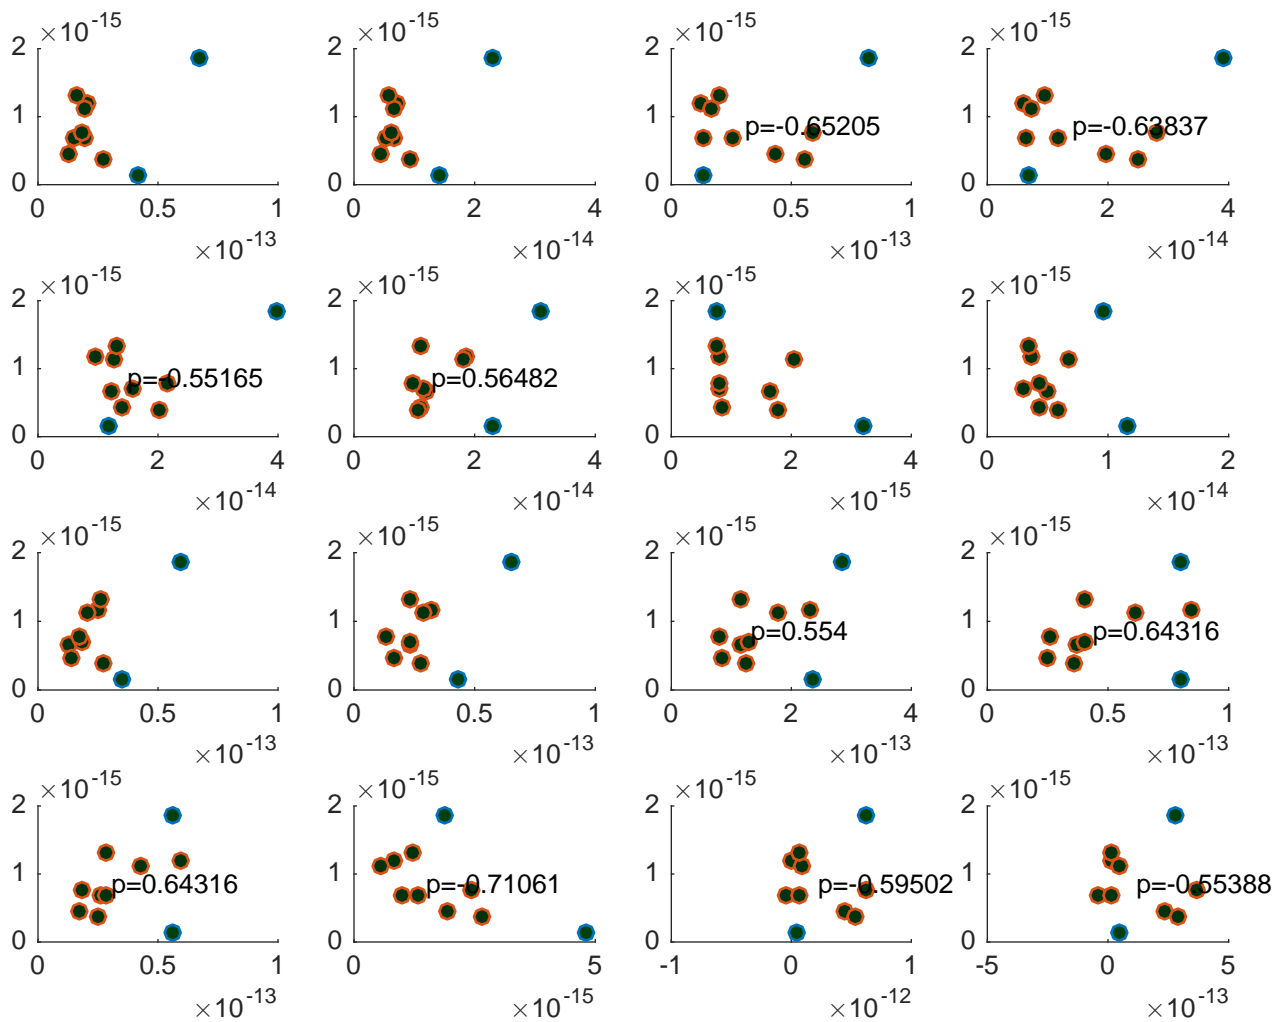 ×10-15 ×10-15 ×10-15 ×10-15
2 2 2 2
1 1 p=-0.65205 1 p=-0.63837 1
0 0 0 0
0 0.5 1 0 2 4 0 0.5 1 0 2 4
×10-13 ×10-14 ×10-13 ×10-14
×10-15 ×10-15 ×10-15 ×10-15
2 2 2 2
1 p=-0.55165 1 p=0.56482 1 1
0 0 0 0
0 2 4 0 2 4 0 2 4 0 1 2
×10-14 ×10-14 ×10-15 ×10-14
×10-15 ×10-15 ×10-15 ×10-15
2 2 2 2
1 1 1 p=0.554 1 p=0.64316
0 0 0 0
0 0.5 1 0 0.5 1 0 2 4 0 0.5 1
×10-13 ×10-13 ×10-13 ×10-13
×10-15 ×10-15 ×10-15 ×10-15
2 2 2 2
1 p=0.64316 1 p=-0.71061 1 p=-0.59502 1 p=-0.55388
0 0 0 0
0 0.5 1 0 5 -1 0 1 -5 0 5
×10-13 ×10-15 ×10-12 ×10-13